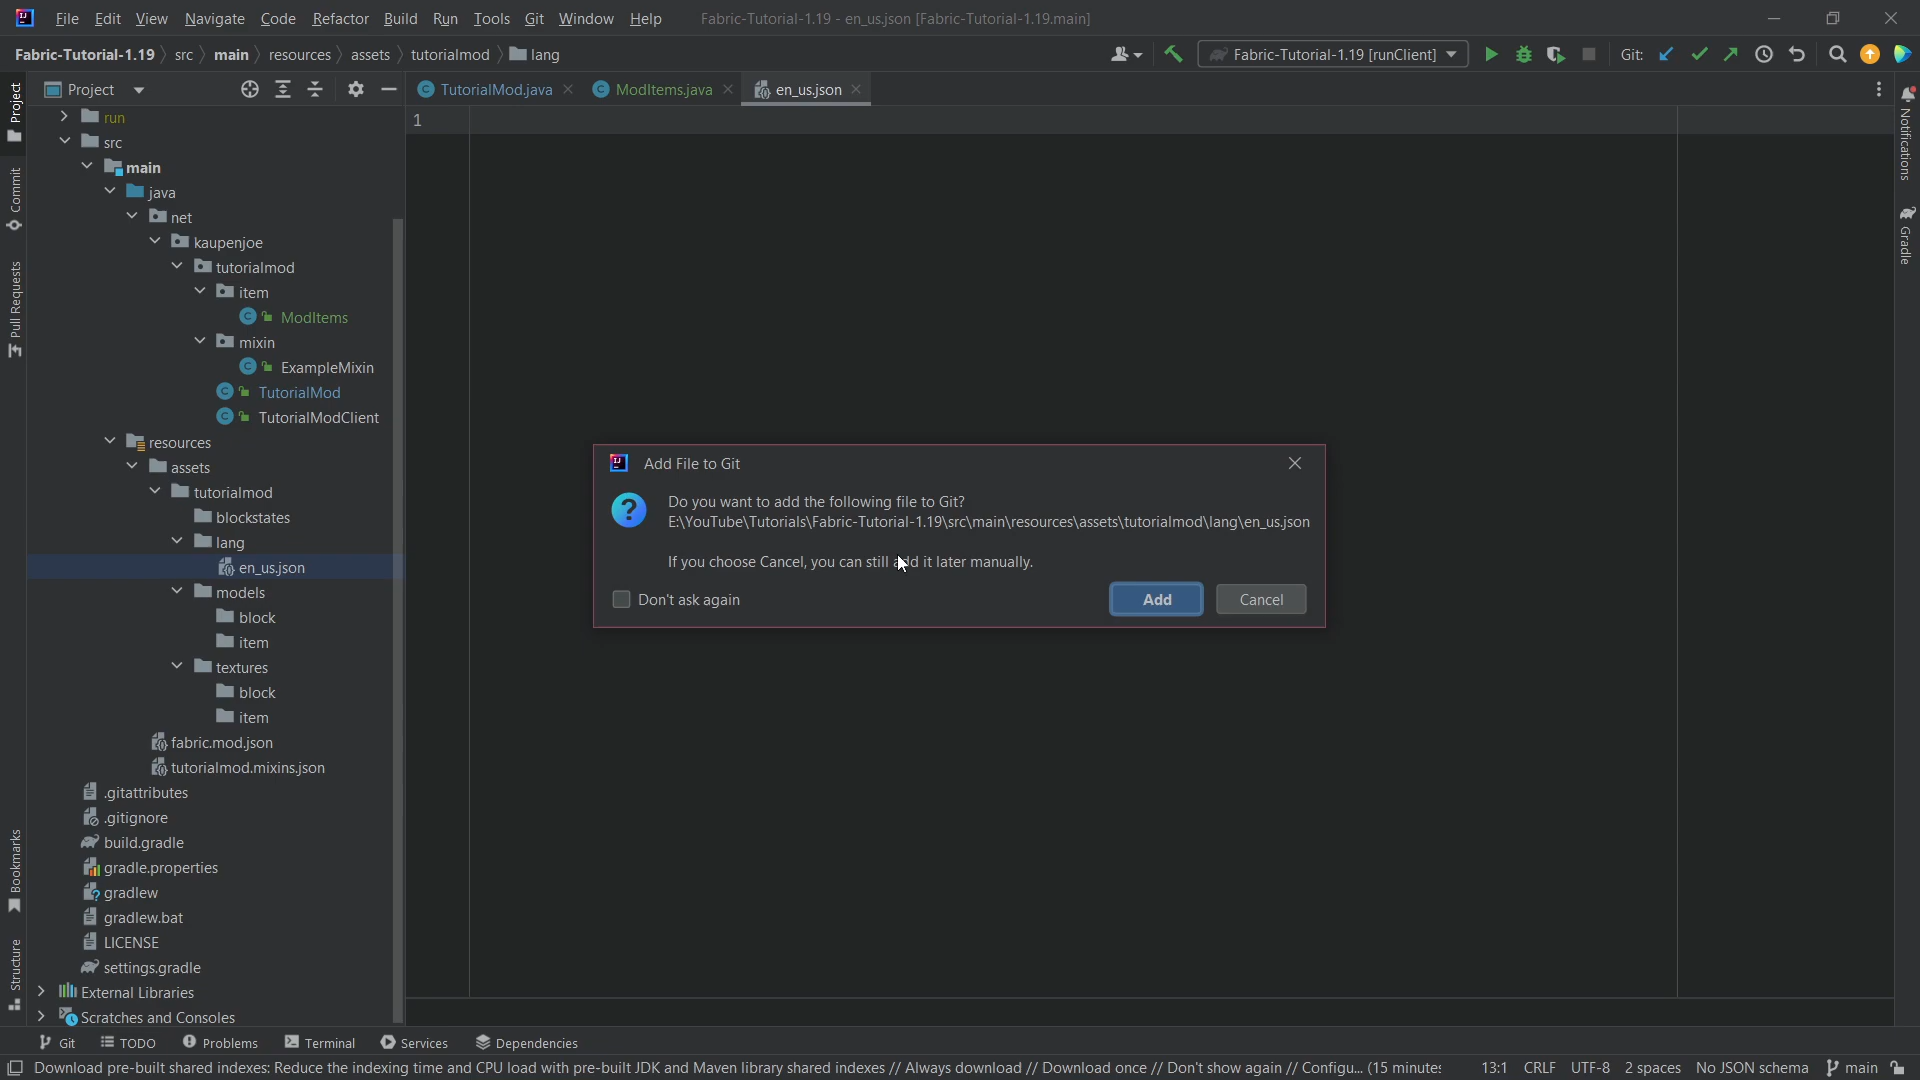 File Edit View Navigate Code Refactor Build Run Tools Git Window Help Fabric-Tutorial-1.19 - en_us.json [Fabric-Tutorial-1.19.main]
Fabric-Tutorial-1.19 src main resources assets tutorialmod lang Fabric-Tutorial-1.19 [runClient] Git:
Project TutorialMod.java ModItems.java en_us.json
1
run
src
main
java
net
kaupenjoe
tutorialmod
item
ModItems
mixin
ExampleMixin
TutorialMod
TutorialModClient
resources
assets
tutorialmod
blockstates
lang
en_us.json
models
block
item
textures
block
item
fabric.mod.json
tutorialmod.mixins.json
.gitattributes
.gitignore
build.gradle
gradle.properties
gradlew
gradlew.bat
LICENSE
settings.gradle
External Libraries
Scratches and Consoles
Project
Commit
Pull Requests
Bookmarks
Structure
Add File to Git
Do you want to add the following file to Git?
E:\YouTube\Tutorials\Fabric-Tutorial-1.19\src\main\resources\assets\tutorialmod\lang\en_us.json
If you choose Cancel, you can still add it later manually.
Don't ask again Add Cancel
Notifications
Gradle
Git TODO Problems Terminal Services Dependencies
Download pre-built shared indexes: Reduce the indexing time and CPU load with pre-built JDK and Maven library shared indexes // Always download // Download once // Don't show again // Configu... (15 minutes 13:1 CRLF UTF-8 2 spaces No JSON schema main